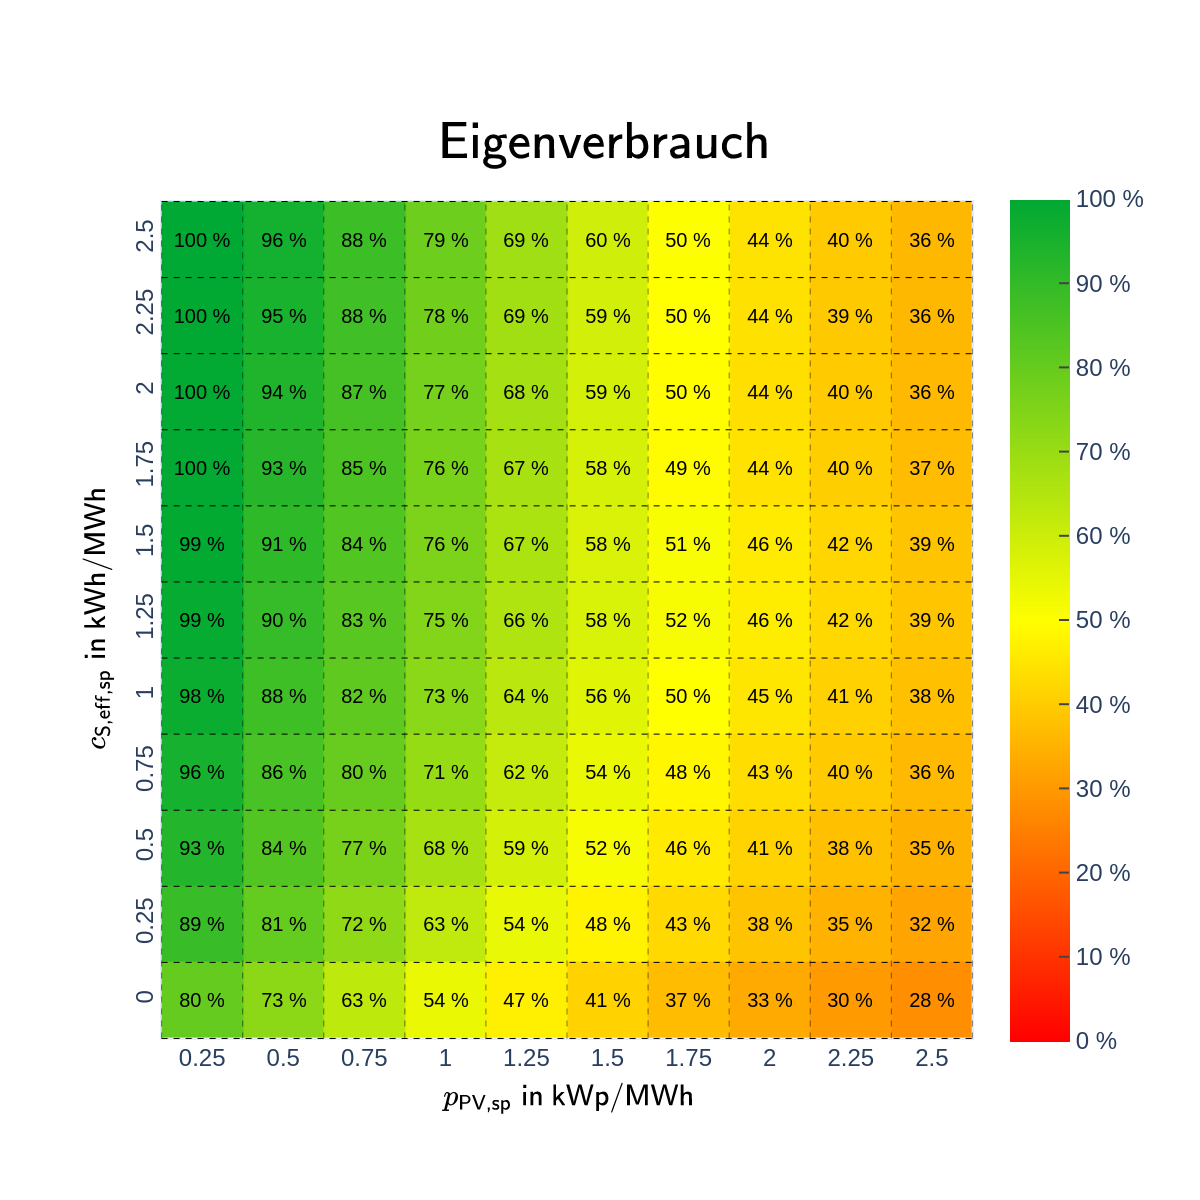 Eigenverbrauch
2.5 100 % 96 % 88 % 79 % 69 % 60 % 50 % 44 % 40 % 36 %
2.25 100 % 95 % 88 % 78 % 69 % 59 % 50 % 44 % 39 % 36 %
2 100 % 94 % 87 % 77 % 68 % 59 % 50 % 44 % 40 % 36 %
1.75 100 % 93 % 85 % 76 % 67 % 58 % 49 % 44 % 40 % 37 %
1.5 99 % 91 % 84 % 76 % 67 % 58 % 51 % 46 % 42 % 39 %
1.25 99 % 90 % 83 % 75 % 66 % 58 % 52 % 46 % 42 % 39 %
1 98 % 88 % 82 % 73 % 64 % 56 % 50 % 45 % 41 % 38 %
0.75 96 % 86 % 80 % 71 % 62 % 54 % 48 % 43 % 40 % 36 %
0.5 93 % 84 % 77 % 68 % 59 % 52 % 46 % 41 % 38 % 35 %
0.25 89 % 81 % 72 % 63 % 54 % 48 % 43 % 38 % 35 % 32 %
0 80 % 73 % 63 % 54 % 47 % 41 % 37 % 33 % 30 % 28 %
0.25 0.5 0.75 1 1.25 1.5 1.75 2 2.25 2.5
c S,eff,sp in kWh/MWh
p PV,sp in kWp/MWh
100 %
90 %
80 %
70 %
60 %
50 %
40 %
30 %
20 %
10 %
0 %